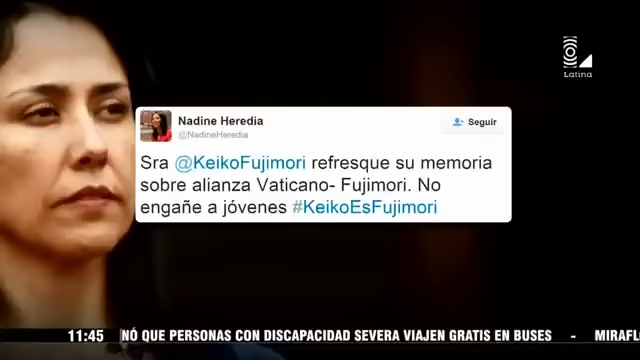 Latina
Nadine Heredia
@NadineHeredia
Seguir
Sra @KeikoFujimori refresque su memoria
sobre alianza Vaticano- Fujimori. No
engañe a jóvenes #KeikoEsFujimori
11:45 NÓ QUE PERSONAS CON DISCAPACIDAD SEVERA VIAJEN GRATIS EN BUSES - MIRAFL